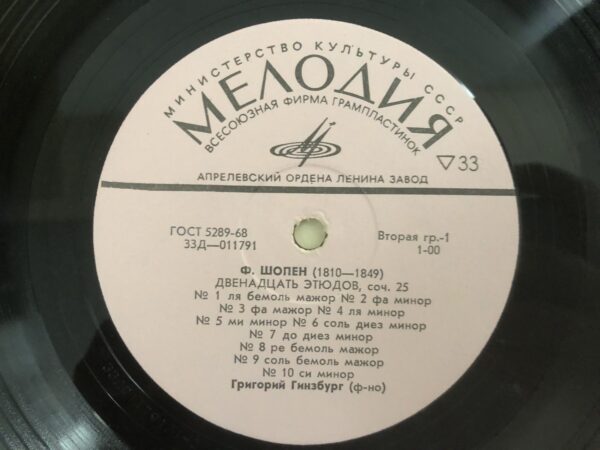 МИНИСТЕРСТВО КУЛЬТУРЫ СССР
МЕЛОДИЯ
ВСЕСОЮЗНАЯ ФИРМА ГРАМПЛАСТИНОК
▽33
АПРЕЛЕВСКИЙ ОРДЕНА ЛЕНИНА ЗАВОД
ГОСТ 5289-68
33Д—011791
Вторая гр.-1
1-00
Ф. ШОПЕН (1810—1849)
ДВЕНАДЦАТЬ ЭТЮДОВ, соч. 25
№ 1 ля бемоль мажор № 2 фа минор
№ 3 фа мажор № 4 ля минор
№ 5 ми минор № 6 соль диез минор
№ 7 до диез минор
№ 8 ре бемоль мажор
№ 9 соль бемоль мажор
№ 10 си минор
Григорий Гинзбург (ф-но)